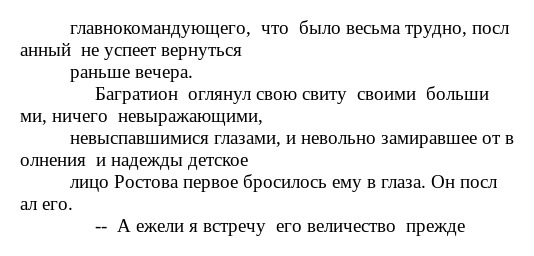 главнокомандующего, что было весьма трудно, посл
анный не успеет вернуться
раньше вечера.
Багратион оглянул свою свиту своими больши
ми, ничего невыражающими,
невыспавшимися глазами, и невольно замиравшее от в
олнения и надежды детское
лицо Ростова первое бросилось ему в глаза. Он посл
ал его.
-- А ежели я встречу его величество прежде